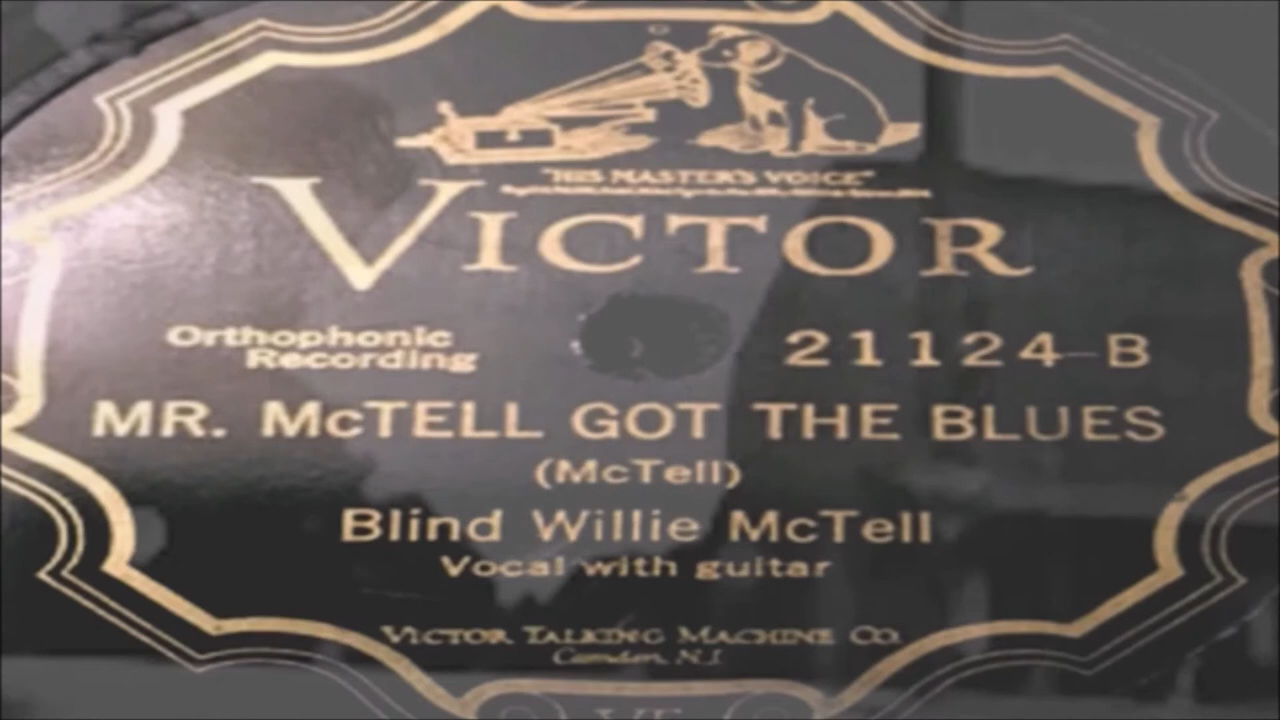 "HIS MASTER'S VOICE"
VICTOR
Orthophonic
Recording
21124-B
MR. McTELL GOT THE BLUES
(McTell)
Blind Willie McTell
Vocal with guitar
VICTOR TALKING MACHINE CO.
Camden, N.J.
VE